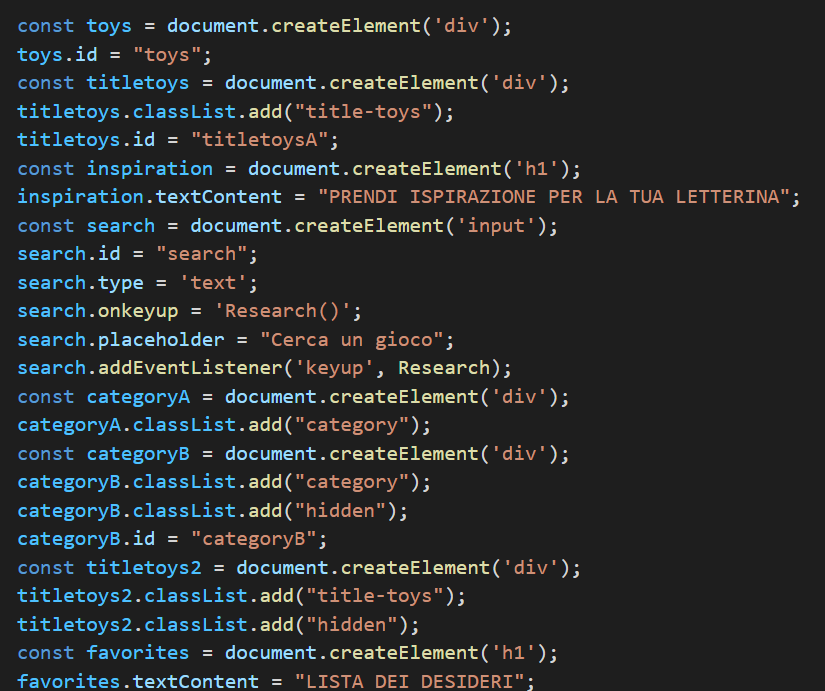 const toys = document.createElement('div');
toys.id = "toys";
const titletoys = document.createElement('div');
titletoys.classList.add("title-toys");
titletoys.id = "titletoysA";
const inspiration = document.createElement('h1');
inspiration.textContent = "PRENDI ISPIRAZIONE PER LA TUA LETTERINA";
const search = document.createElement('input');
search.id = "search";
search.type = 'text';
search.onkeyup = 'Research()';
search.placeholder = "Cerca un gioco";
search.addEventListener('keyup', Research);
const categoryA = document.createElement('div');
categoryA.classList.add("category");
const categoryB = document.createElement('div');
categoryB.classList.add("category");
categoryB.classList.add("hidden");
categoryB.id = "categoryB";
const titletoys2 = document.createElement('div');
titletoys2.classList.add("title-toys");
titletoys2.classList.add("hidden");
const favorites = document.createElement('h1');
favorites.textContent = "LISTA DEI DESIDERI";